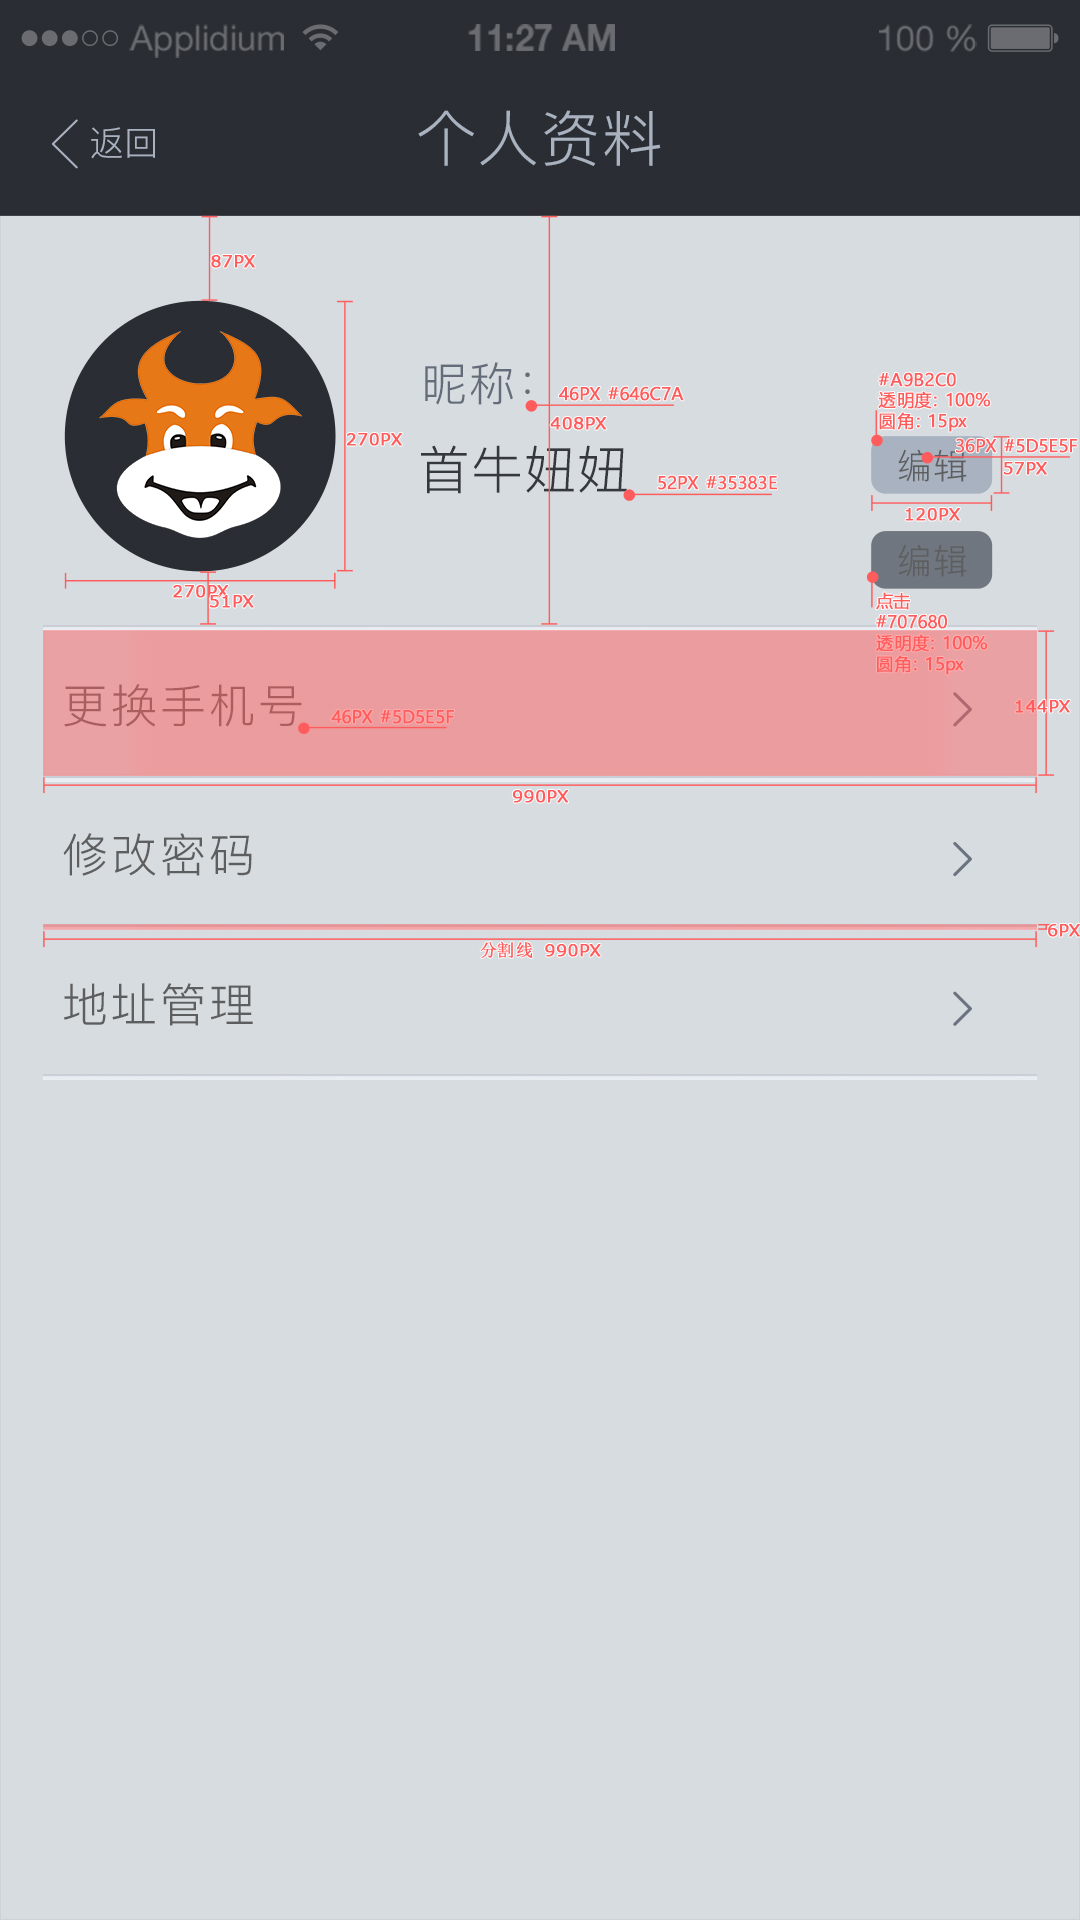 Applidium 11:27 AM 100 %
返回 个人资料
87PX
昵称：
46PX #646C7A
408PX
270PX
首牛妞妞
52PX #35383E
#A9B2C0
透明度: 100%
圆角: 15px
36PX #5D5E5F
编辑
57PX
120PX
编辑
270PX
51PX
点击
#707680
透明度: 100%
圆角: 15px
更换手机号
46PX #5D5E5F
144PX
990PX
修改密码
6PX
分割线 990PX
地址管理